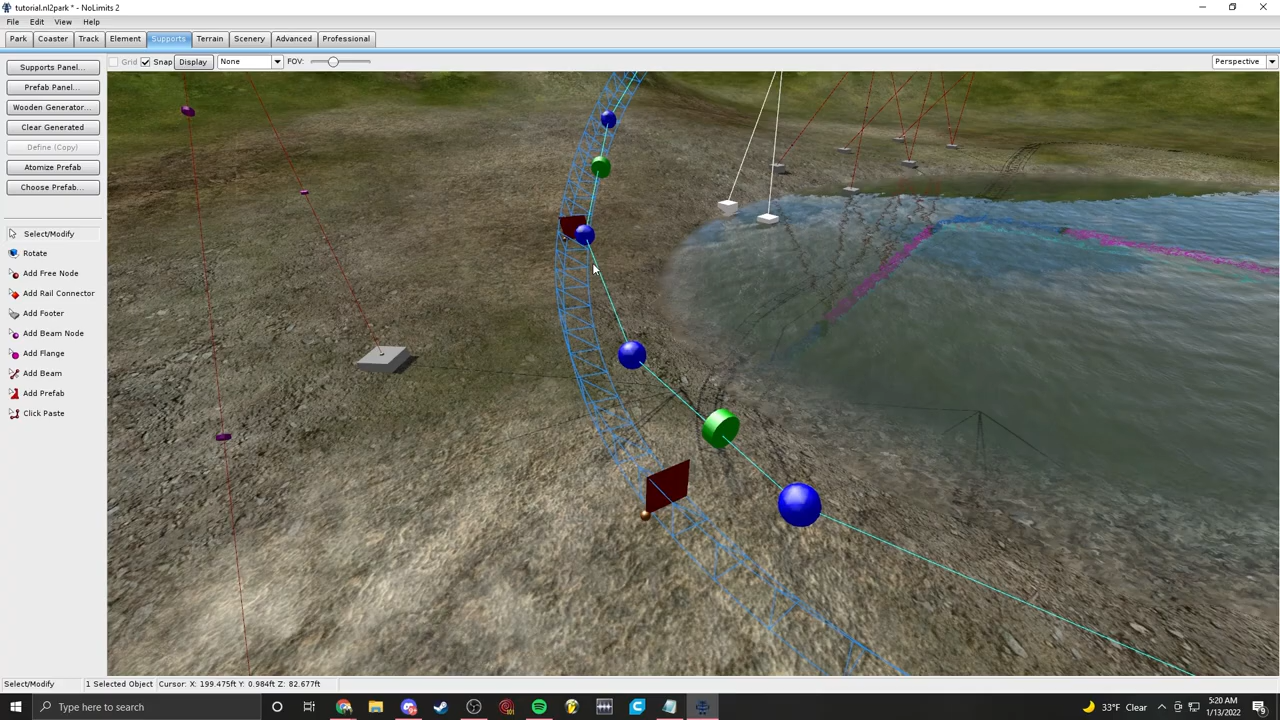 tutorial.nl2park * - NoLimits 2
File Edit View Help
Park Coaster Track Element Supports Terrain Scenery Advanced Professional
Grid Snap Display None FOV: Perspective
Supports Panel...
Prefab Panel...
Wooden Generator...
Clear Generated
Define (Copy)
Atomize Prefab
Choose Prefab...
Select/Modify
Rotate
Add Free Node
Add Rail Connector
Add Footer
Add Beam Node
Add Flange
Add Beam
Add Prefab
Click Paste
Select/Modify 1 Selected Object Cursor: X: 199.475ft Y: 0.984ft Z: 82.677ft
Type here to search 33°F Clear 5:20 AM
1/13/2022